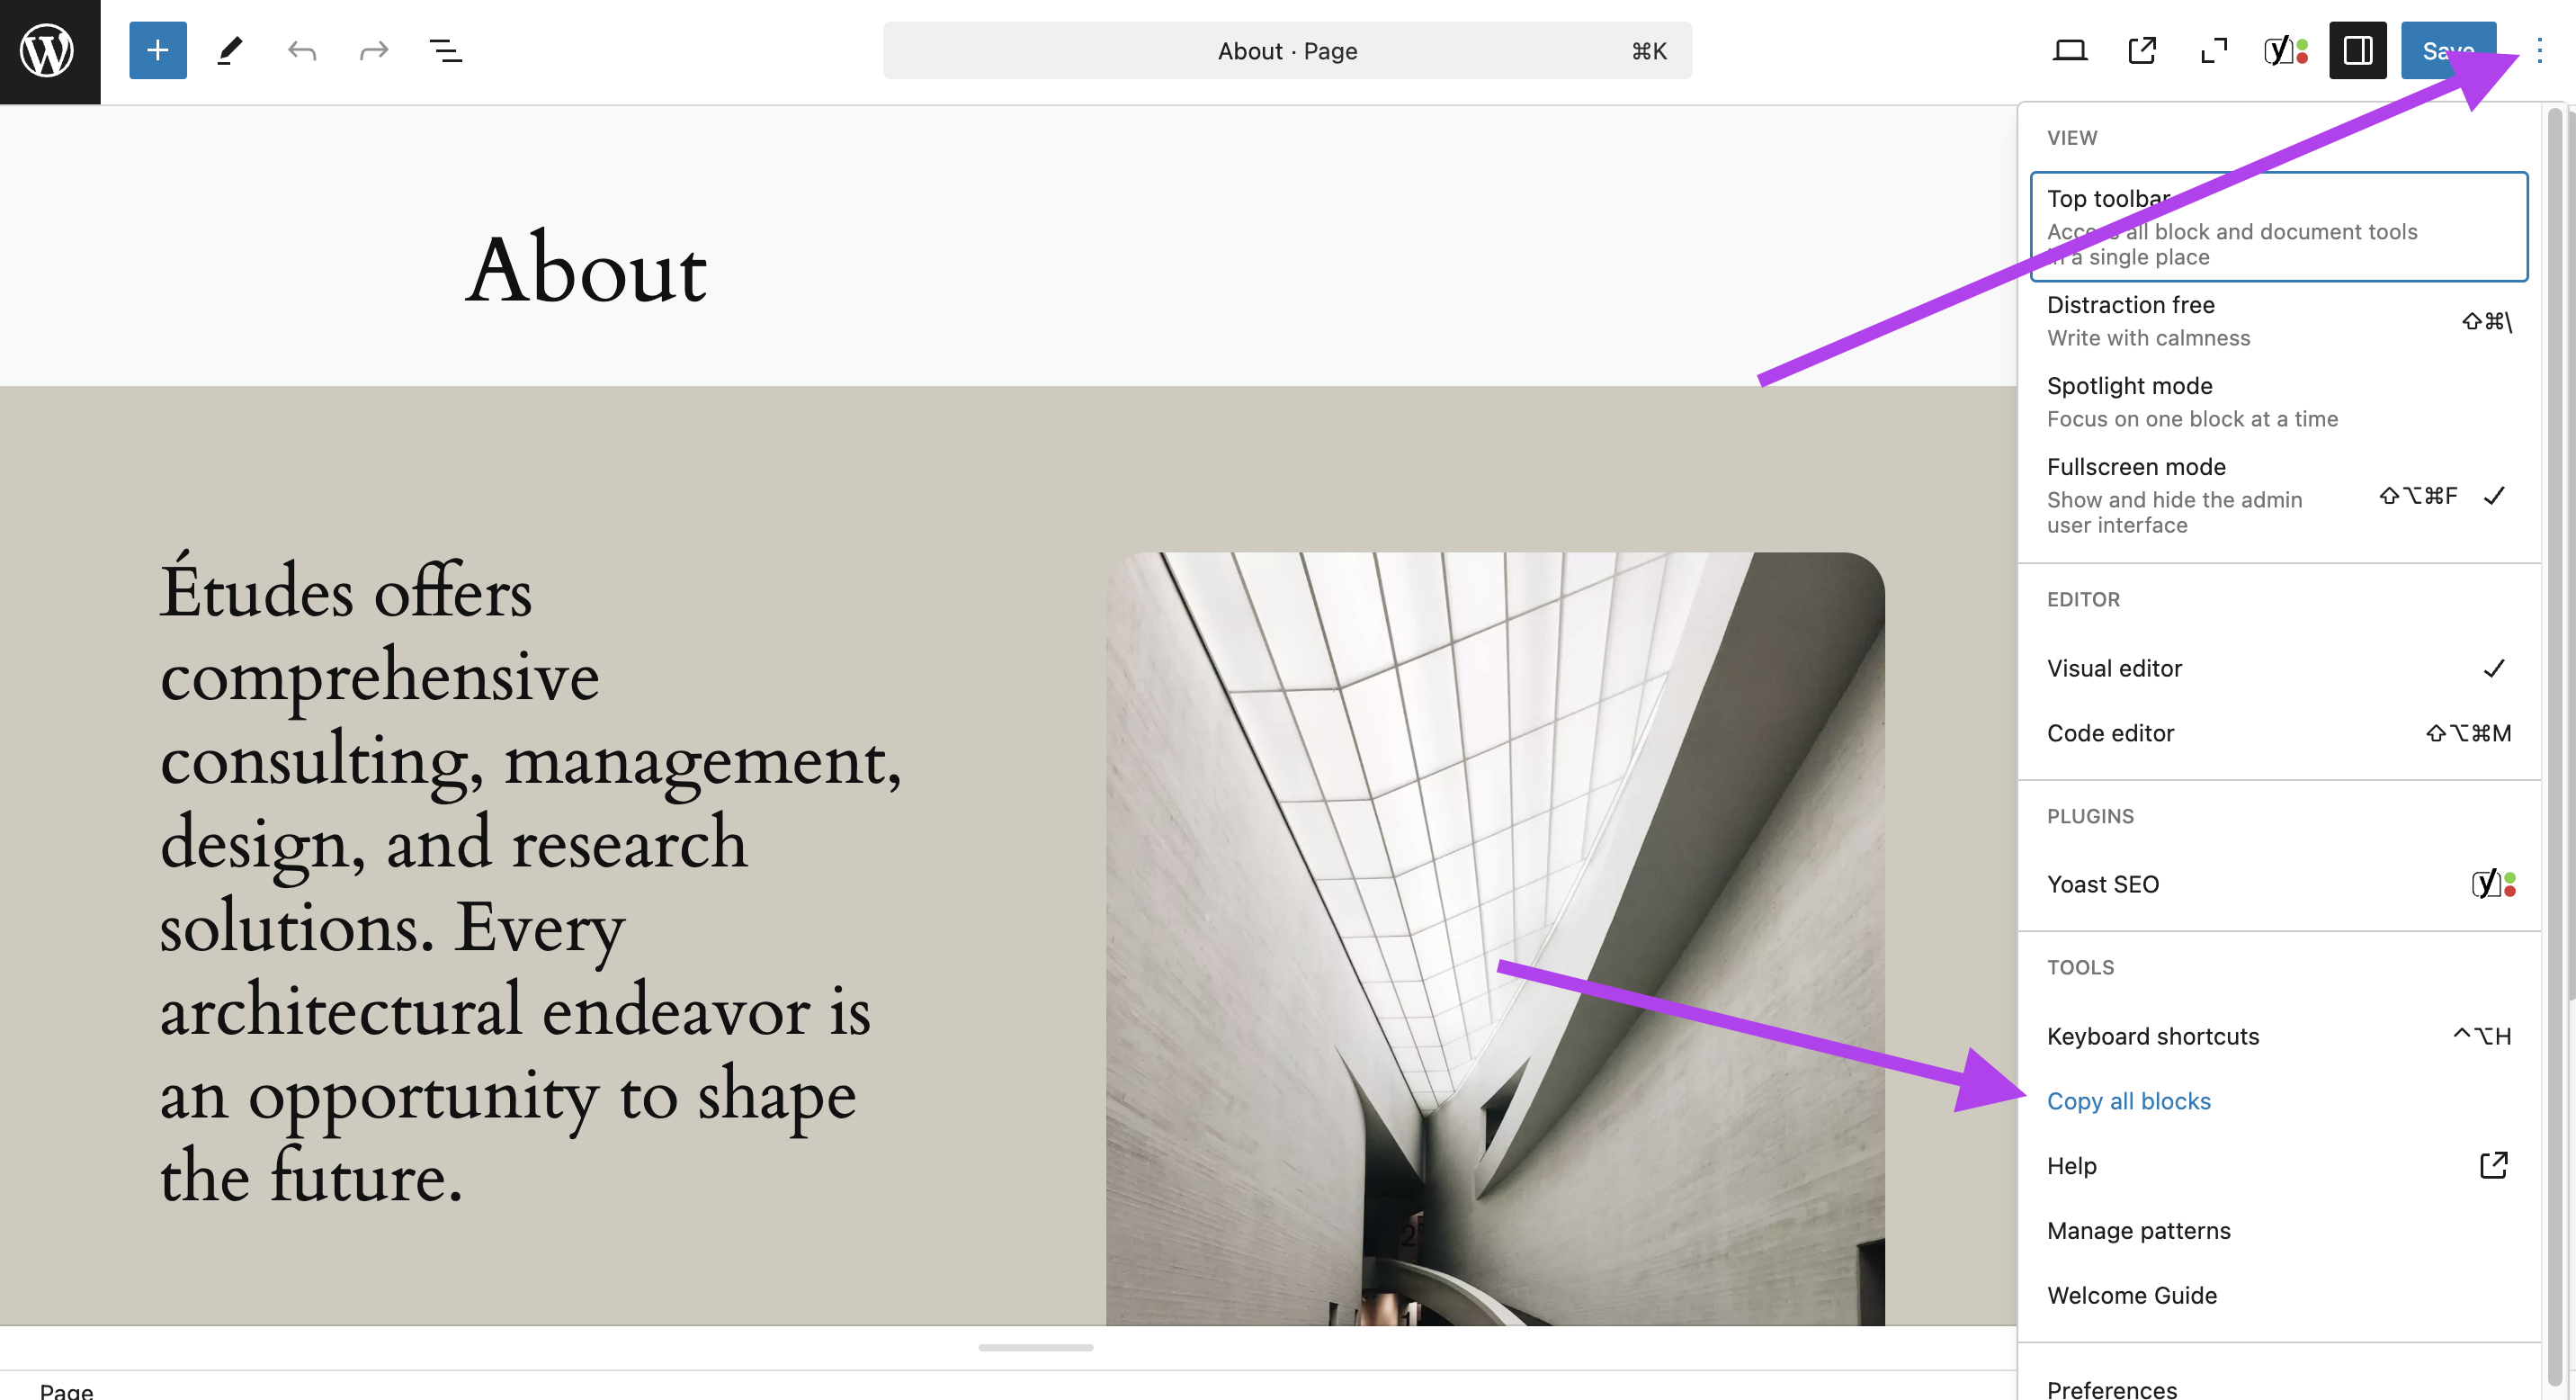 About · Page ⌘K
Save
VIEW
Top toolbar
Access all block and document tools
in a single place
Distraction free ⇧⌘\
Write with calmness
Spotlight mode
Focus on one block at a time
Fullscreen mode
Show and hide the admin ⇧⌥⌘F
user interface
EDITOR
Visual editor
Code editor ⇧⌥⌘M
PLUGINS
Yoast SEO
TOOLS
Keyboard shortcuts ^⌥H
Copy all blocks
Help
Manage patterns
Welcome Guide
Preferences
About
Études offers
comprehensive
consulting, management,
design, and research
solutions. Every
architectural endeavor is
an opportunity to shape
the future.
Page